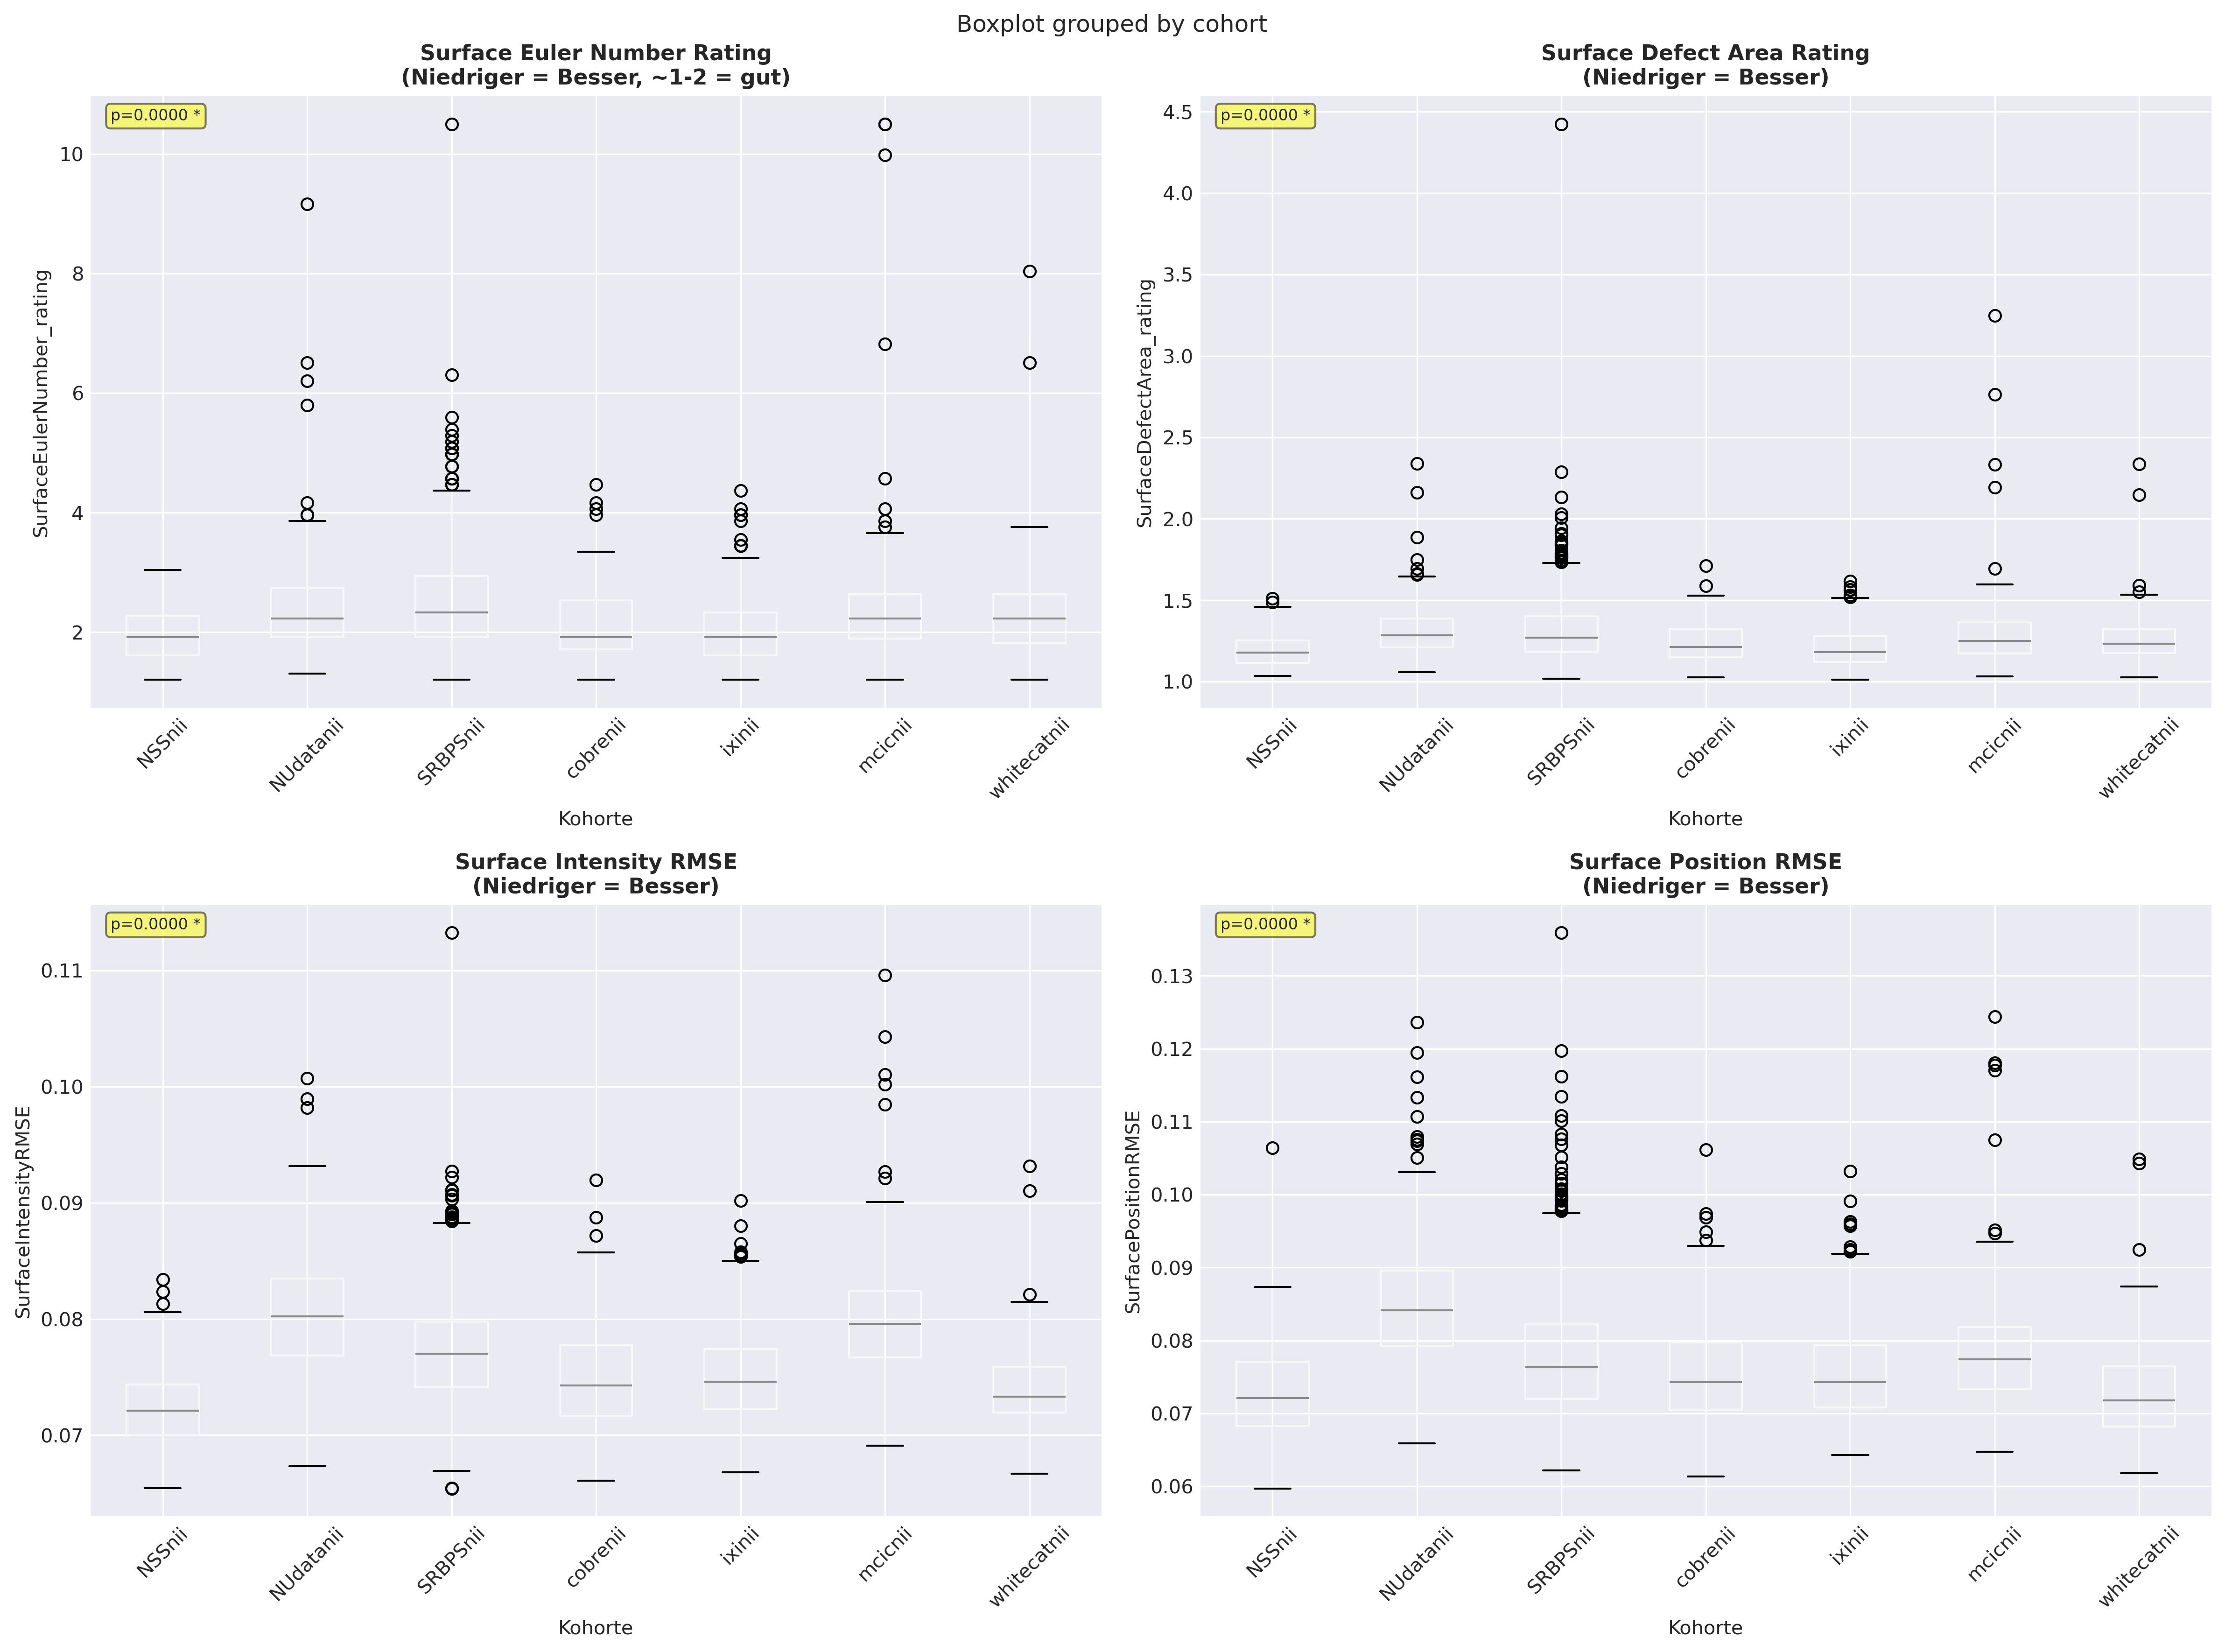 Boxplot grouped by cohort
Surface Euler Number Rating
(Niedriger = Besser, ~1-2 = gut)
p=0.0000 *
SurfaceEulerNumber_rating
10
8
6
4
2
NSSnii
NUdatanii
SRBPSnii
cobrenii
ixinii
mcicnii
whitecatnii
Kohorte
Surface Defect Area Rating
(Niedriger = Besser)
p=0.0000 *
SurfaceDefectArea_rating
4.5
4.0
3.5
3.0
2.5
2.0
1.5
1.0
NSSnii
NUdatanii
SRBPSnii
cobrenii
ixinii
mcicnii
whitecatnii
Kohorte
Surface Intensity RMSE
(Niedriger = Besser)
p=0.0000 *
SurfaceIntensityRMSE
0.11
0.10
0.09
0.08
0.07
NSSnii
NUdatanii
SRBPSnii
cobrenii
ixinii
mcicnii
whitecatnii
Kohorte
Surface Position RMSE
(Niedriger = Besser)
p=0.0000 *
SurfacePositionRMSE
0.13
0.12
0.11
0.10
0.09
0.08
0.07
0.06
NSSnii
NUdatanii
SRBPSnii
cobrenii
ixinii
mcicnii
whitecatnii
Kohorte